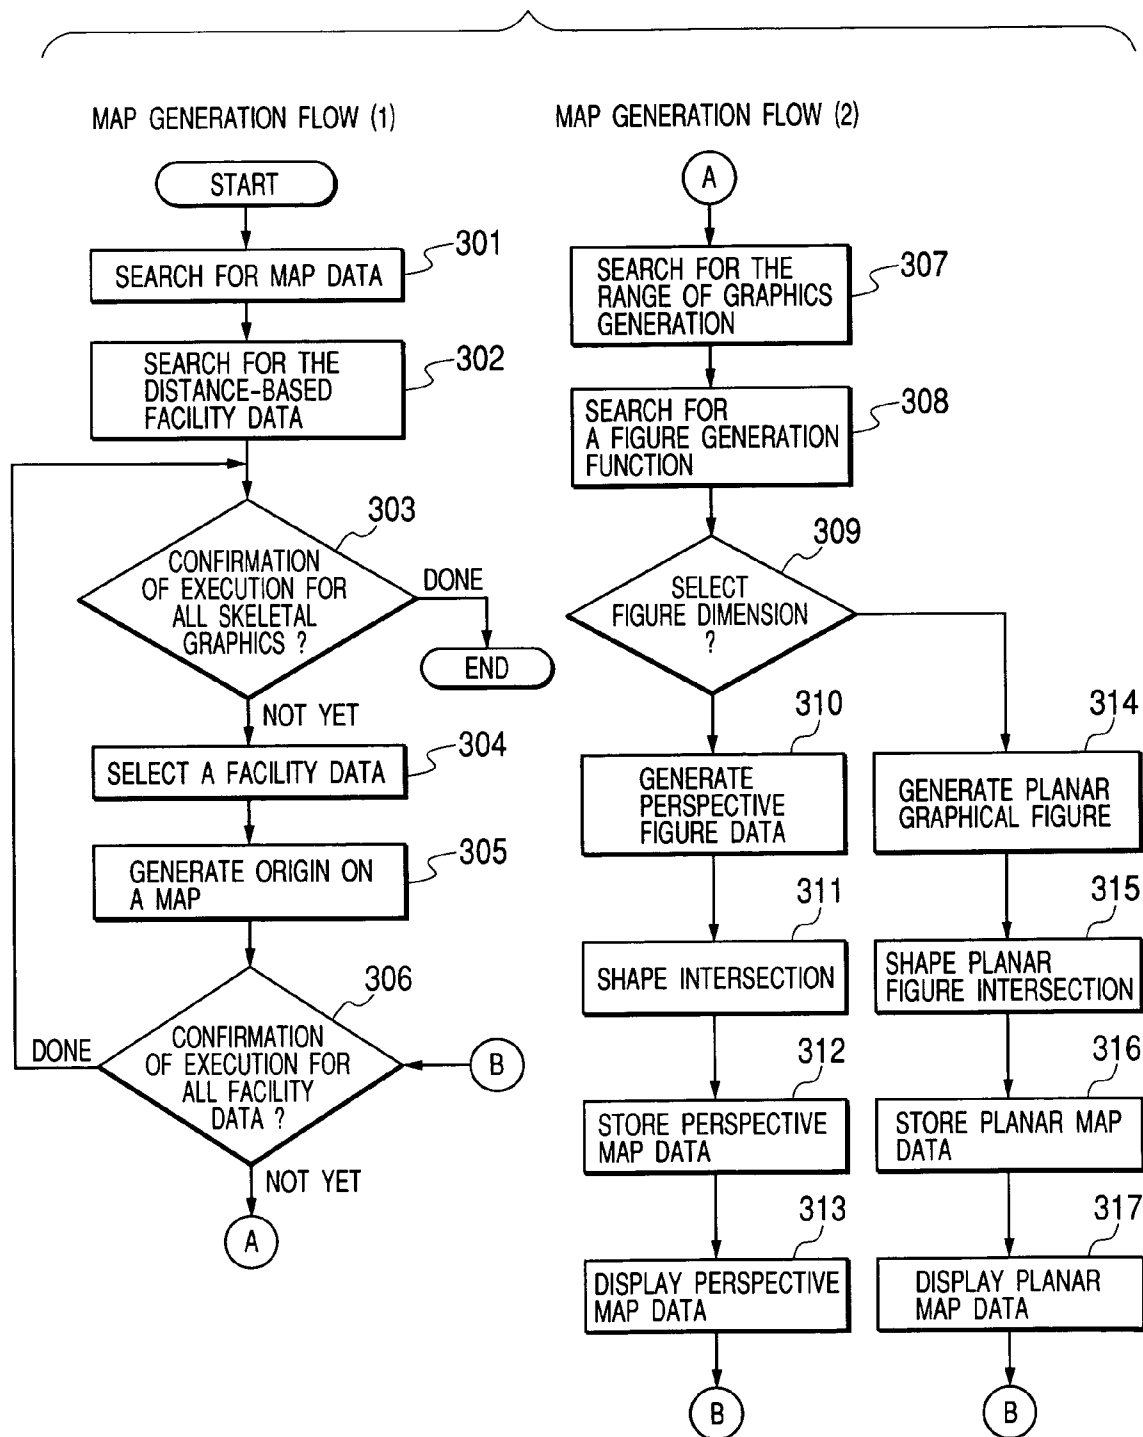 MAP GENERATION FLOW (1)
START
301
SEARCH FOR MAP DATA
302
SEARCH FOR THE
DISTANCE-BASED
FACILITY DATA
303
CONFIRMATION
OF EXECUTION FOR
ALL SKELETAL
GRAPHICS ?
DONE
END
NOT YET
304
SELECT A FACILITY DATA
305
GENERATE ORIGIN ON
A MAP
306
CONFIRMATION
OF EXECUTION FOR
ALL FACILITY
DATA ?
DONE
B
NOT YET
A
MAP GENERATION FLOW (2)
A
307
SEARCH FOR THE
RANGE OF GRAPHICS
GENERATION
308
SEARCH FOR
A FIGURE GENERATION
FUNCTION
309
SELECT
FIGURE DIMENSION
?
310
GENERATE
PERSPECTIVE
FIGURE DATA
311
SHAPE INTERSECTION
312
STORE PERSPECTIVE
MAP DATA
313
DISPLAY PERSPECTIVE
MAP DATA
B
314
GENERATE PLANAR
GRAPHICAL FIGURE
315
SHAPE PLANAR
FIGURE INTERSECTION
316
STORE PLANAR MAP
DATA
317
DISPLAY PLANAR
MAP DATA
B